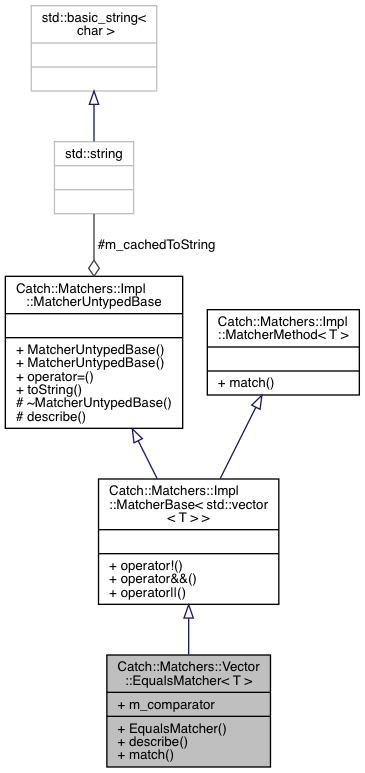 std::basic_string<
char >
std::string
#m_cachedToString
Catch::Matchers::Impl
::MatcherUntypedBase
+ MatcherUntypedBase()
+ MatcherUntypedBase()
+ operator=()
+ toString()
# ~MatcherUntypedBase()
# describe()
Catch::Matchers::Impl
::MatcherMethod< T >
+ match()
Catch::Matchers::Impl
::MatcherBase< std::vector
< T > >
+ operator!()
+ operator&&()
+ operator||()
Catch::Matchers::Vector
::EqualsMatcher< T >
+ m_comparator
+ EqualsMatcher()
+ describe()
+ match()